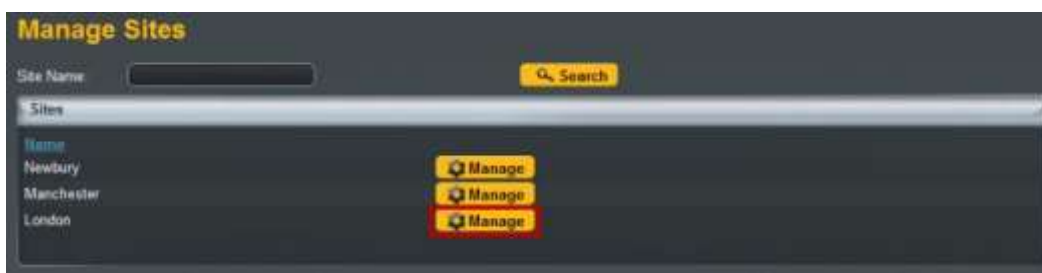 Manage Sites
Site Name: Search
Sites
Name
Newbury Manage
Manchester Manage
London Manage